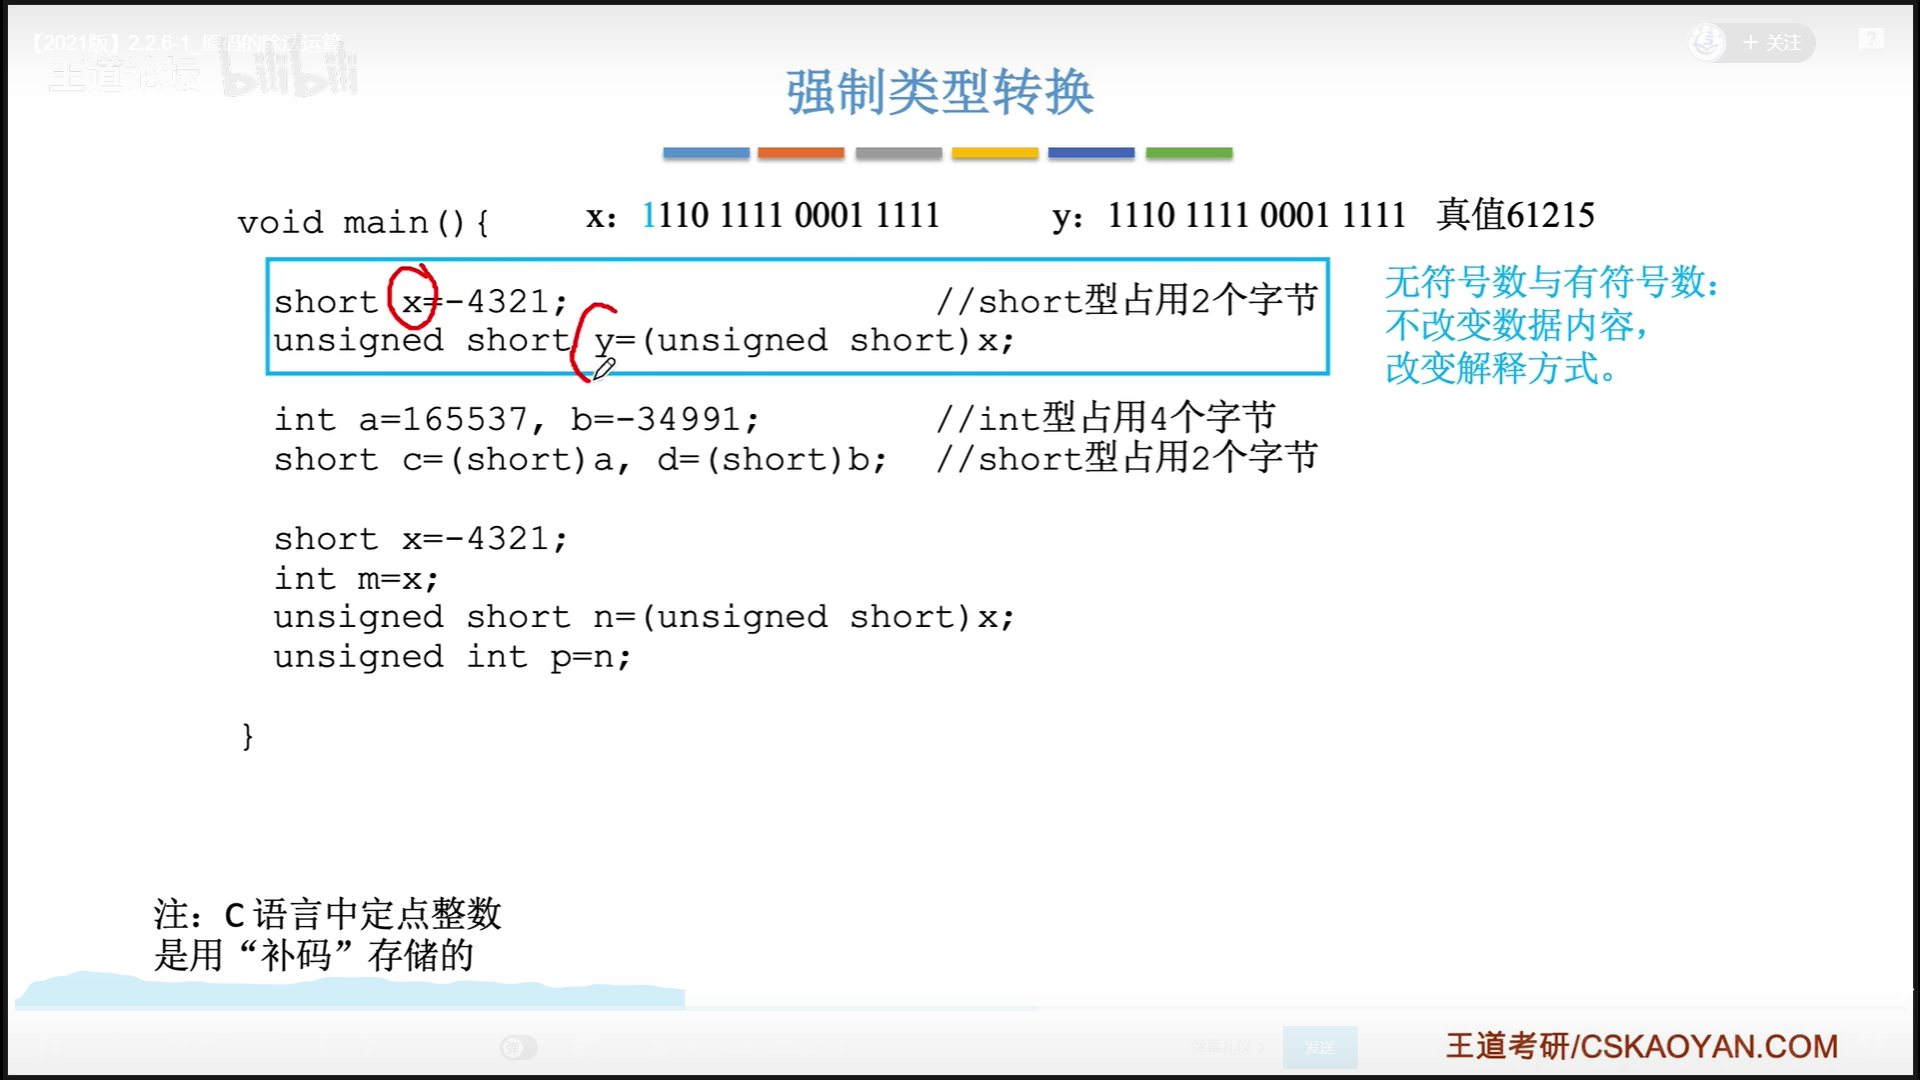 【2021版】2.2.6-1_原码的除法运算
王道论坛 bilibili
+ 关注
强制类型转换
void main(){
x: 1110 1111 0001 1111
y: 1110 1111 0001 1111 真值61215
short x=-4321; //short型占用2个字节
unsigned short y=(unsigned short)x;
无符号数与有符号数:
不改变数据内容,
改变解释方式。
int a=165537, b=-34991; //int型占用4个字节
short c=(short)a, d=(short)b; //short型占用2个字节
short x=-4321;
int m=x;
unsigned short n=(unsigned short)x;
unsigned int p=n;
}
注: C语言中定点整数
是用“补码”存储的
弹
弹幕礼仪 >
发送
王道考研/CSKAOYAN.COM